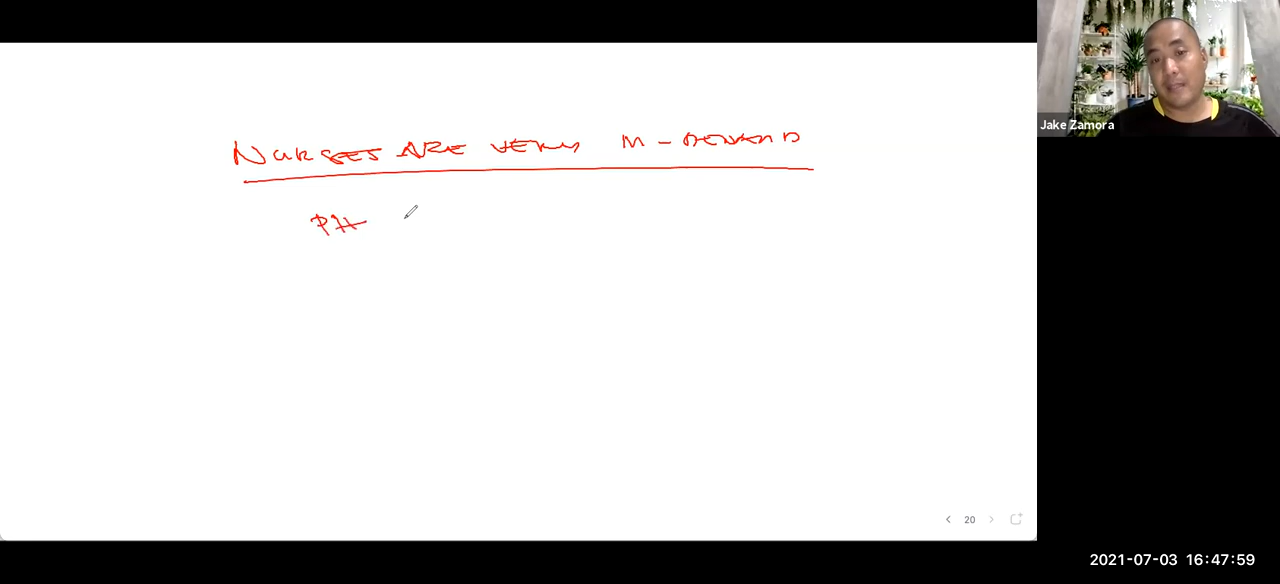 NURSES ARE VERY IN-DEMAND
PH
Jake Zamora
20
2021-07-03 16:47:59